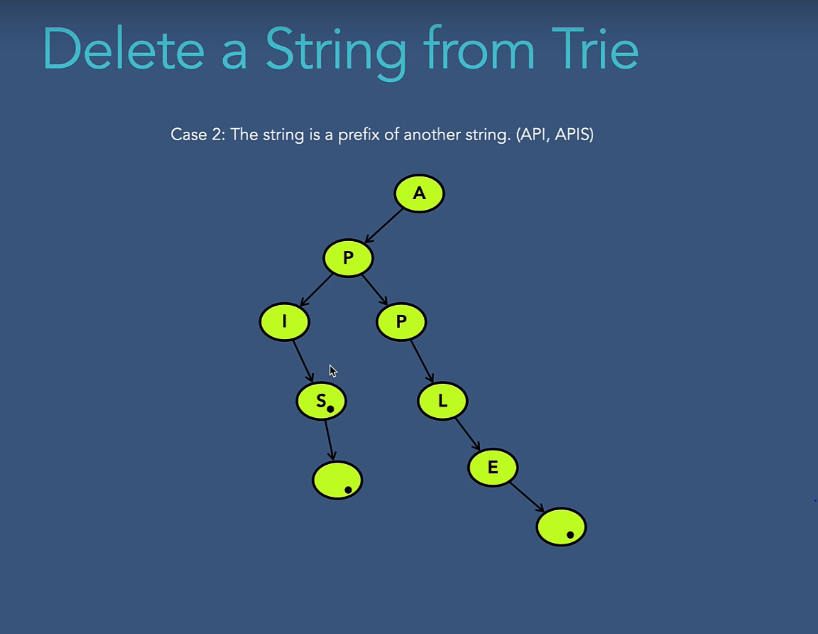 Delete a String from Trie
Case 2: The string is a prefix of another string. (API, APIS)
A
P
I
P
S
L
E